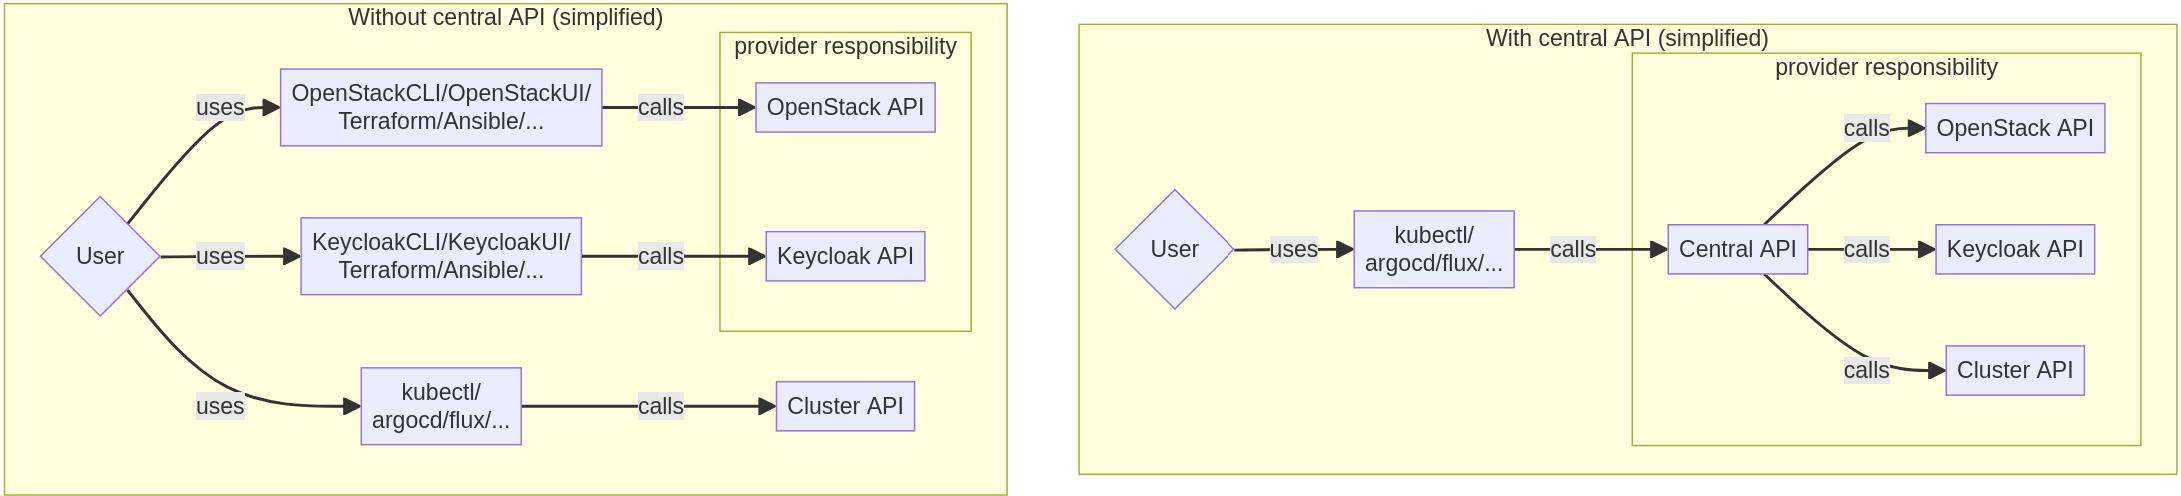 Without central API (simplified)
provider responsibility
uses
OpenStackCLI/OpenStackUI/
Terraform/Ansible/...
calls
OpenStack API
User
uses
KeycloakCLI/KeycloakUI/
Terraform/Ansible/...
calls
Keycloak API
uses
kubectl/
argocd/flux/...
calls
Cluster API
With central API (simplified)
provider responsibility
User
uses
kubectl/
argocd/flux/...
calls
Central API
calls
OpenStack API
calls
Keycloak API
calls
Cluster API